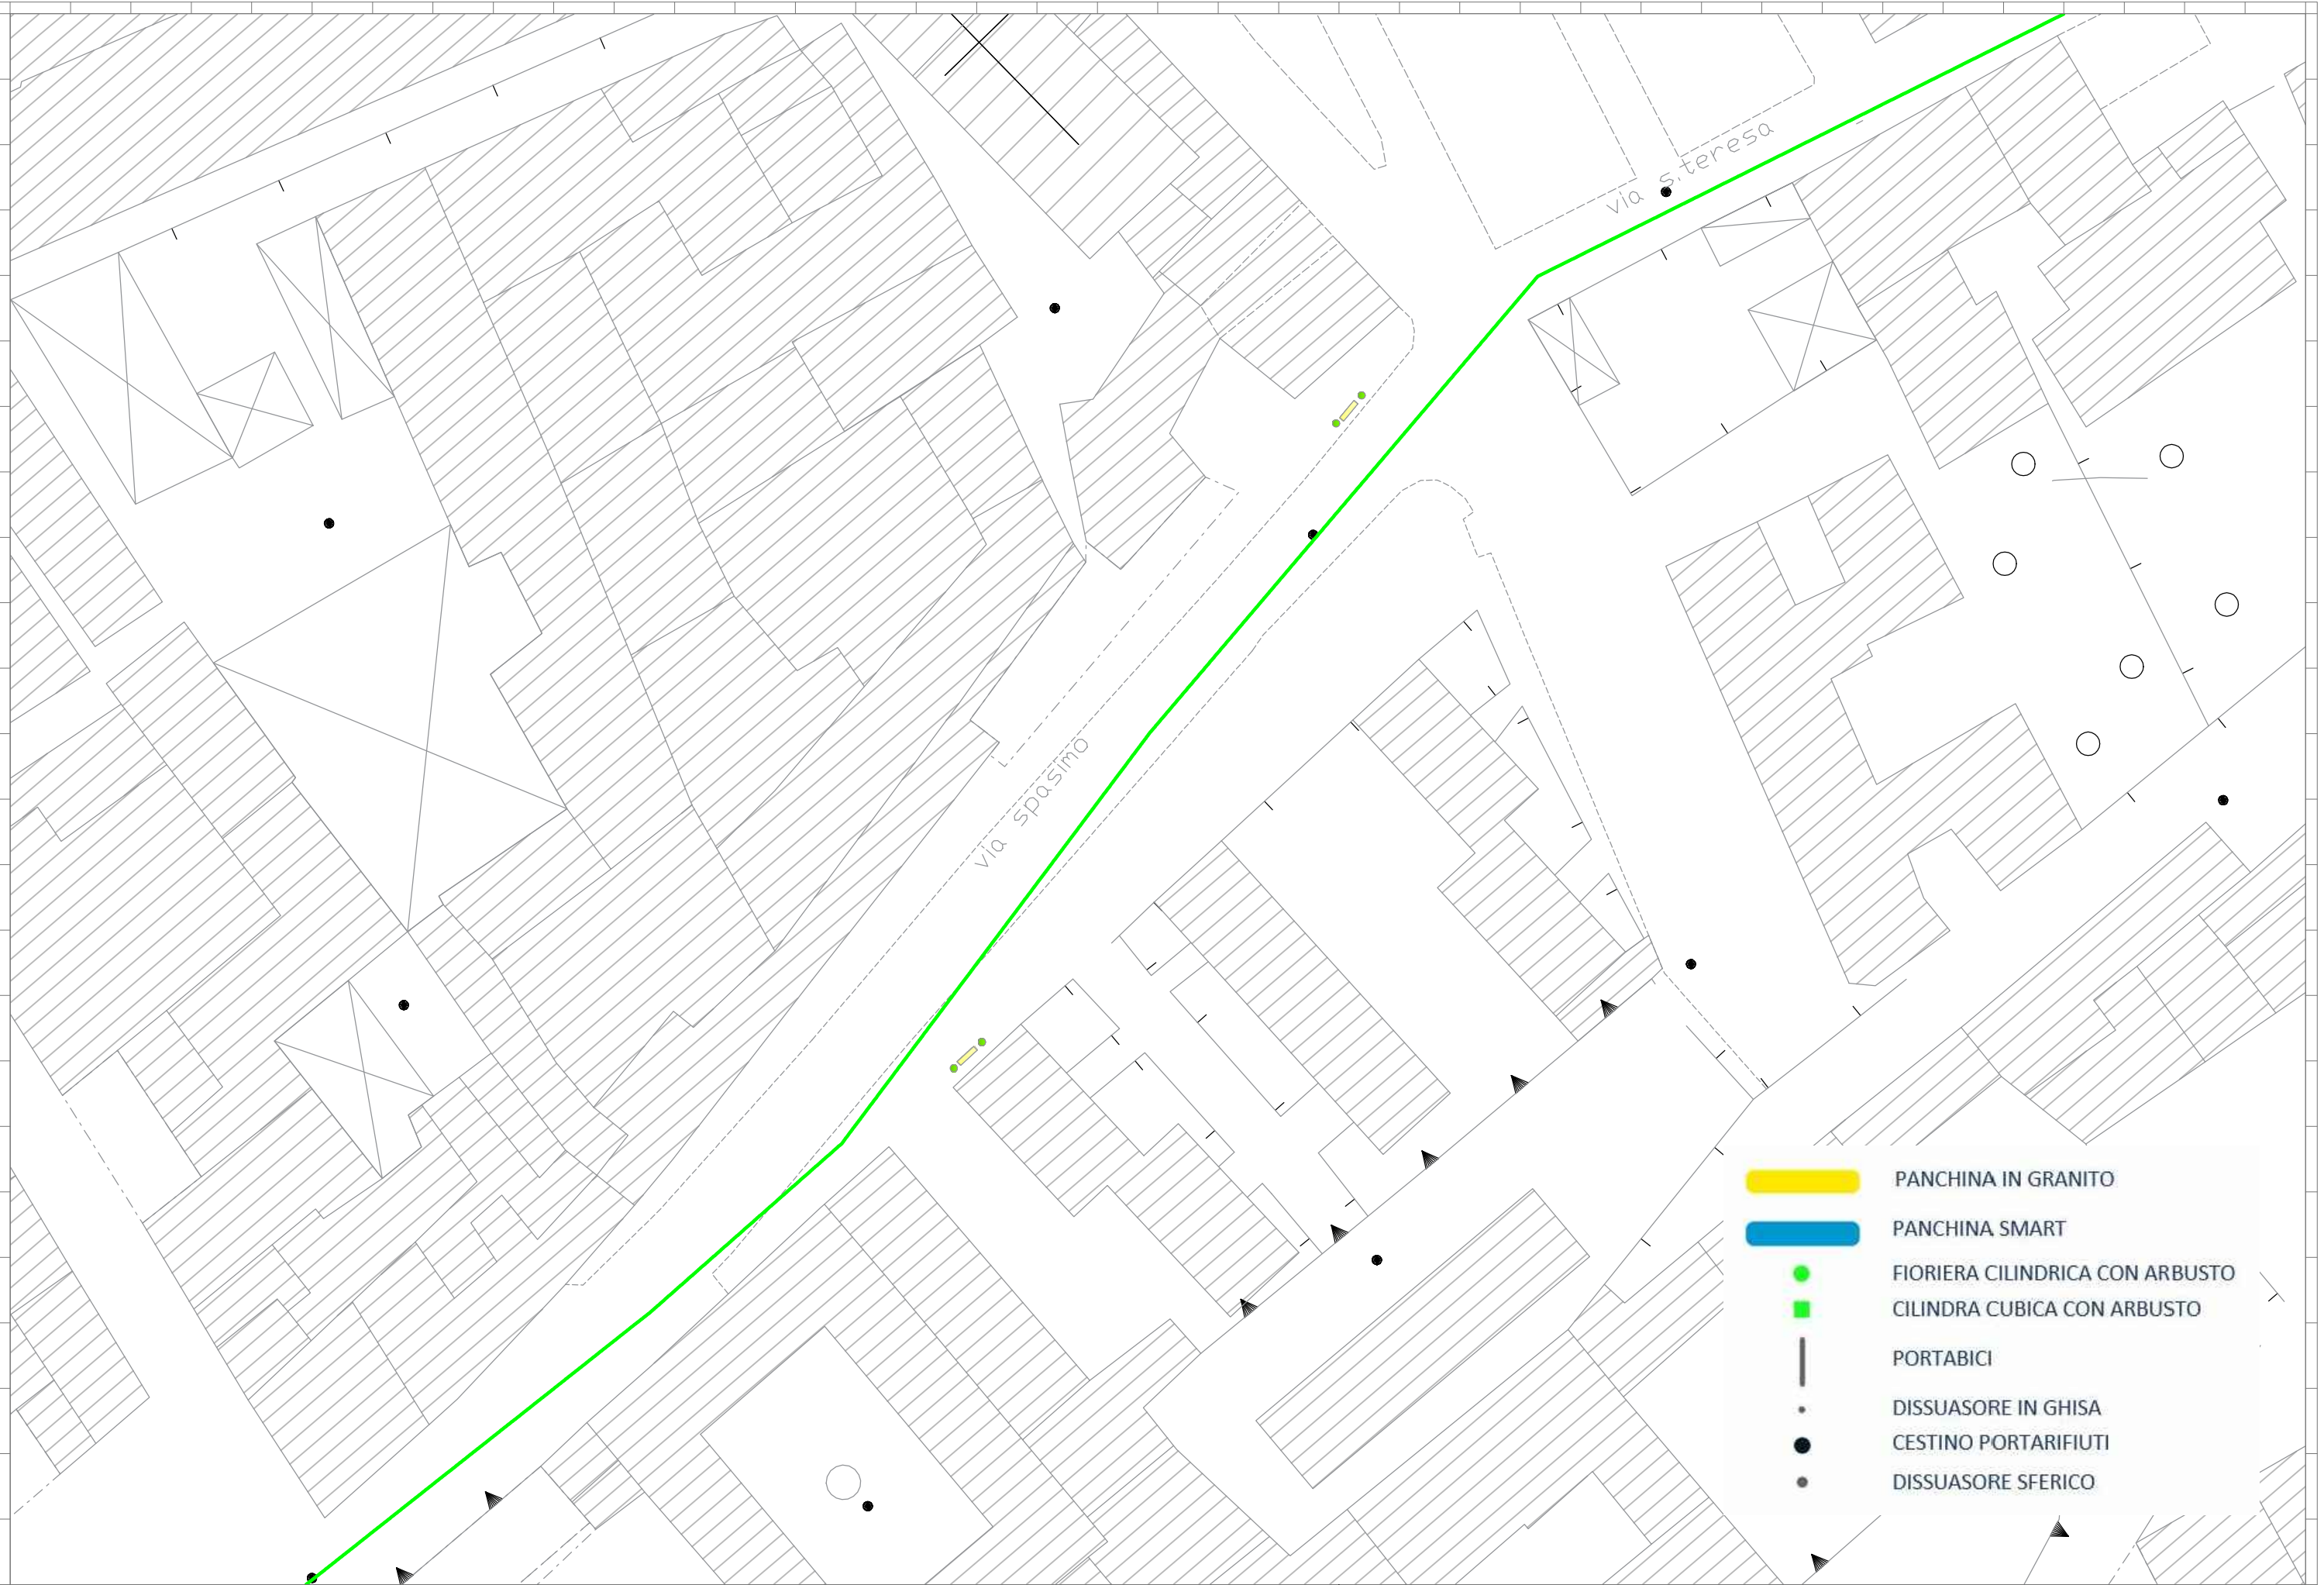 via s.teresa
via spasimo
PANCHINA IN GRANITO
PANCHINA SMART
FIORIERA CILINDRICA CON ARBUSTO
CILINDRA CUBICA CON ARBUSTO
PORTABICI
DISSUASORE IN GHISA
CESTINO PORTARIFIUTI
DISSUASORE SFERICO